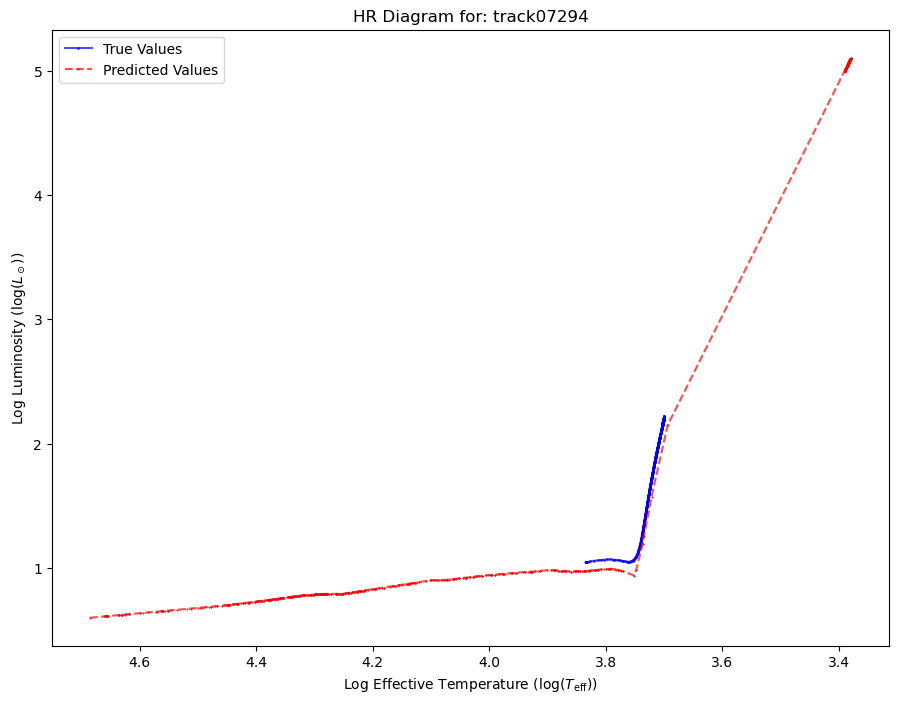 HR Diagram for: track07294
True Values
Predicted Values
Log Luminosity (log(L⊙))
5
4
3
2
1
4.6 4.4 4.2 4.0 3.8 3.6 3.4
Log Effective Temperature (log(Teff))